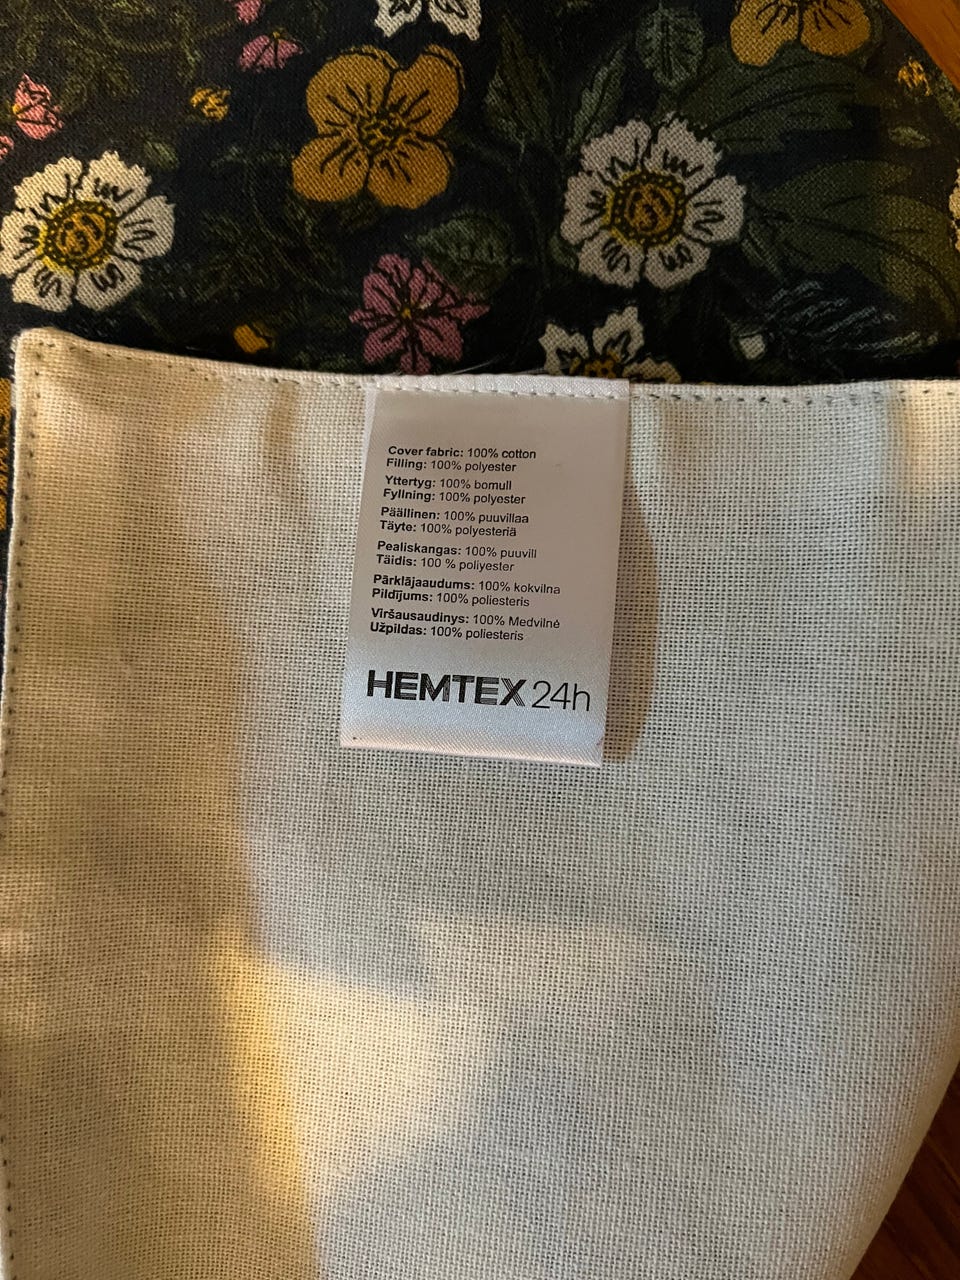 Cover fabric: 100% cotton
Filling: 100% polyester
Yttertyg: 100% bomull
Fyllning: 100% polyester
Päällinen: 100% puuvillaa
Täyte: 100% polyesteriä
Pealiskangas: 100% puuvill
Täidis: 100 % poliyester
Pārklājaaudums: 100% kokvilna
Pildījums: 100% poliesteris
Viršausaudinys: 100% Medvilnė
Užpildas: 100% poliesteris
HEMTEX 24h